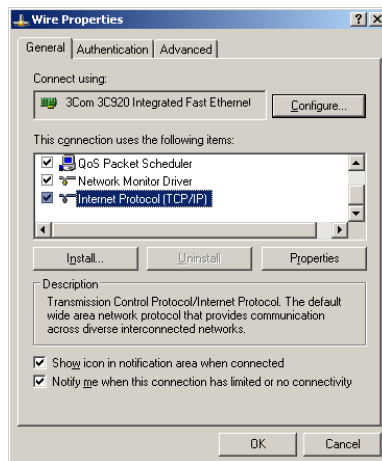 Wire Properties
General
Authentication
Advanced
Connect using:
3Com 3C920 Integrated Fast Ethernet
Configure...
This connection uses the following items:
QoS Packet Scheduler
Network Monitor Driver
Internet Protocol (TCP/IP)
Install...
Uninstall
Properties
Description
Transmission Control Protocol/Internet Protocol. The default
wide area network protocol that provides communication
across diverse interconnected networks.
Show icon in notification area when connected
Notify me when this connection has limited or no connectivity
OK
Cancel